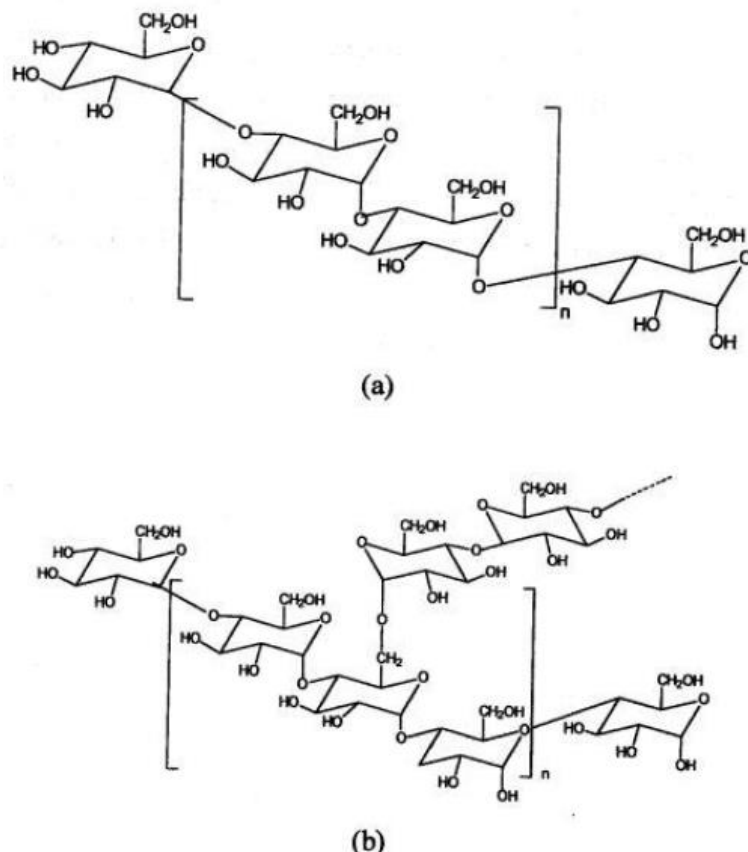 CH₂OH
HO O
HO
HO CH₂OH
O O
HO CH₂OH
HO O
O CH₂OH
HO O
HO
O HO
n HO
OH
(a)
CH₂OH
O O
CH₂OH CH₂OH
HO O O O OH
HO OH
HO CH₂OH OH OH
O O O
HO CH₂
HO O
O CH₂OH CH₂OH
HO O O O
HO O HO
HO OH n HO
OH
(b)